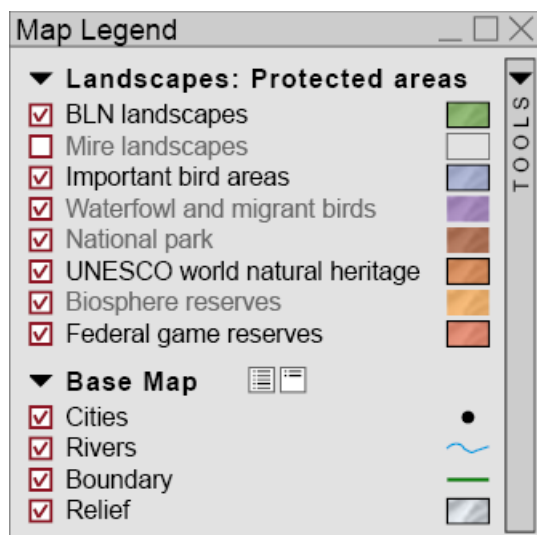 Map Legend
Landscapes: Protected areas
BLN landscapes
Mire landscapes
Important bird areas
Waterfowl and migrant birds
National park
UNESCO world natural heritage
Biosphere reserves
Federal game reserves
Base Map
Cities
Rivers
Boundary
Relief
TOOLS